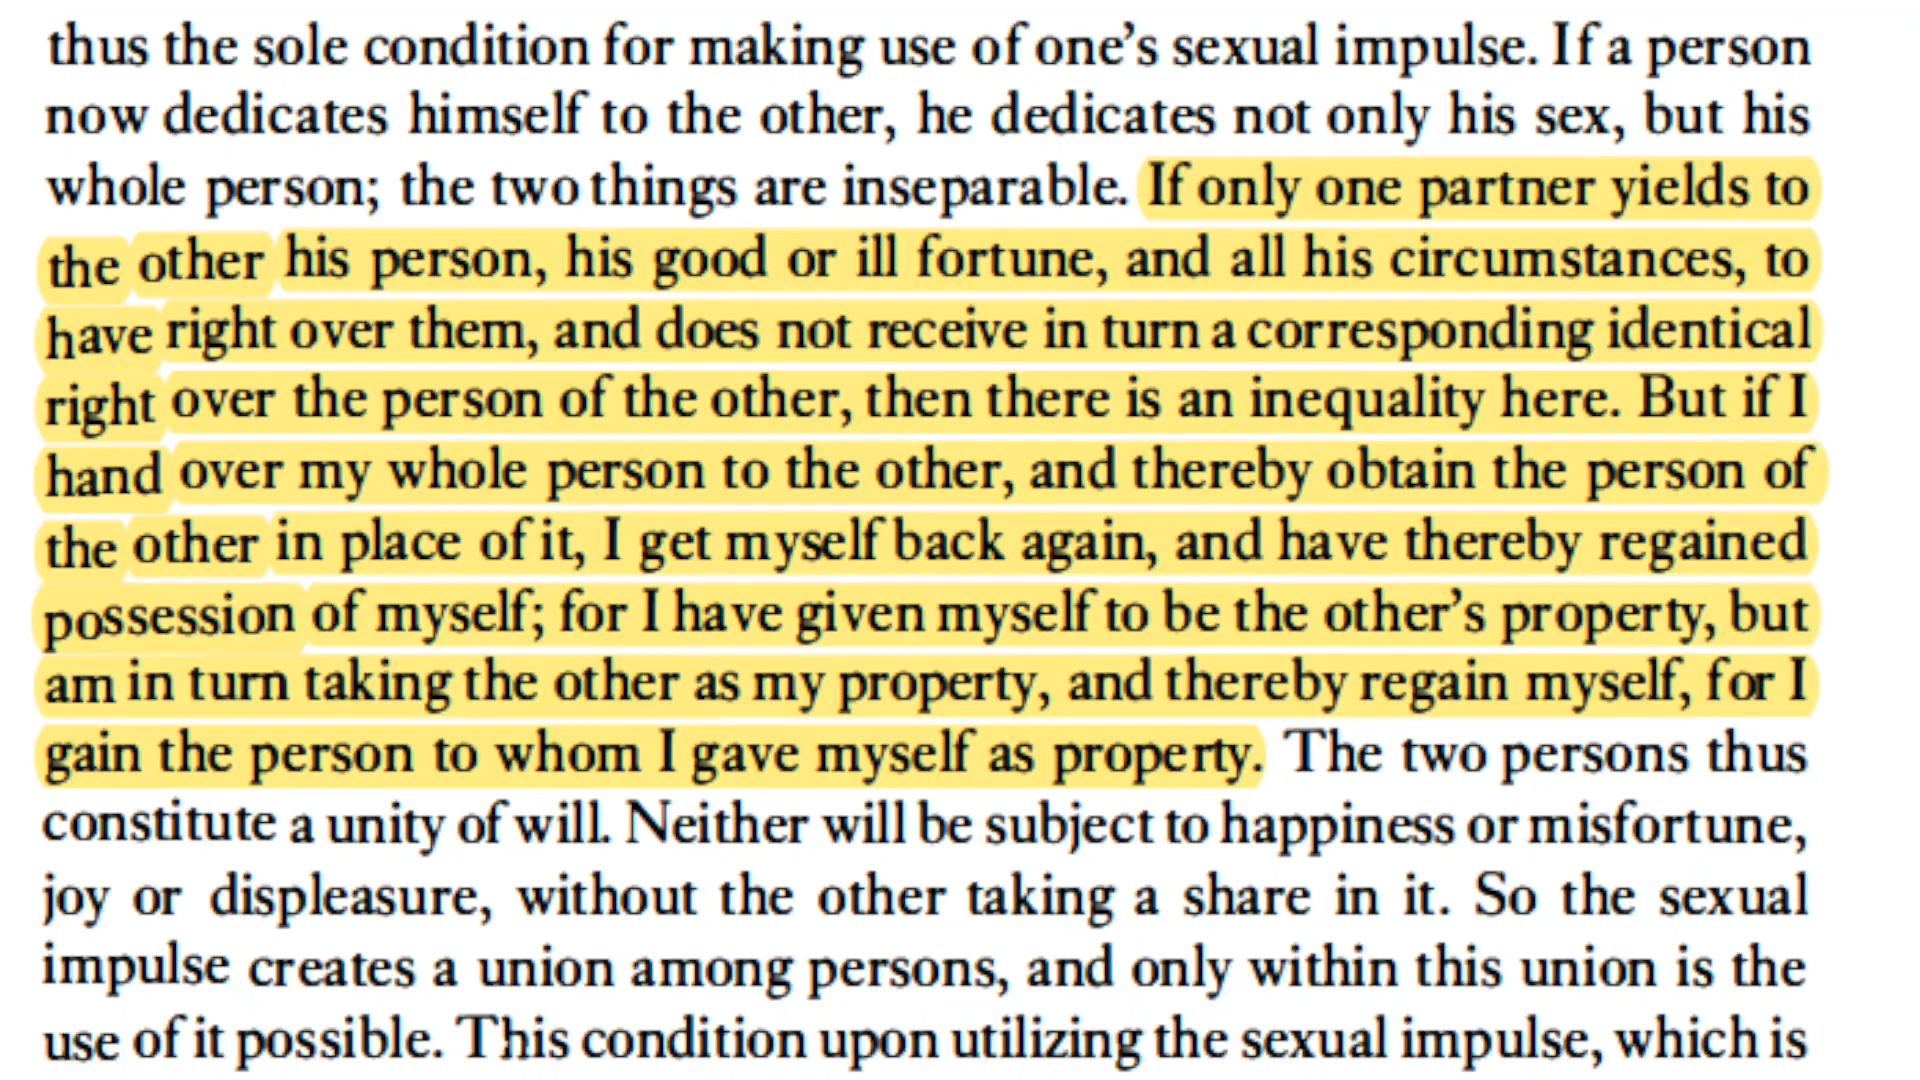 thus the sole condition for making use of one’s sexual impulse. If a person
now dedicates himself to the other, he dedicates not only his sex, but his
whole person; the two things are inseparable. If only one partner yields to
the other his person, his good or ill fortune, and all his circumstances, to
have right over them, and does not receive in turn a corresponding identical
right over the person of the other, then there is an inequality here. But if I
hand over my whole person to the other, and thereby obtain the person of
the other in place of it, I get myself back again, and have thereby regained
possession of myself; for I have given myself to be the other’s property, but
am in turn taking the other as my property, and thereby regain myself, for I
gain the person to whom I gave myself as property. The two persons thus
constitute a unity of will. Neither will be subject to happiness or misfortune,
joy or displeasure, without the other taking a share in it. So the sexual
impulse creates a union among persons, and only within this union is the
use of it possible. This condition upon utilizing the sexual impulse, which is